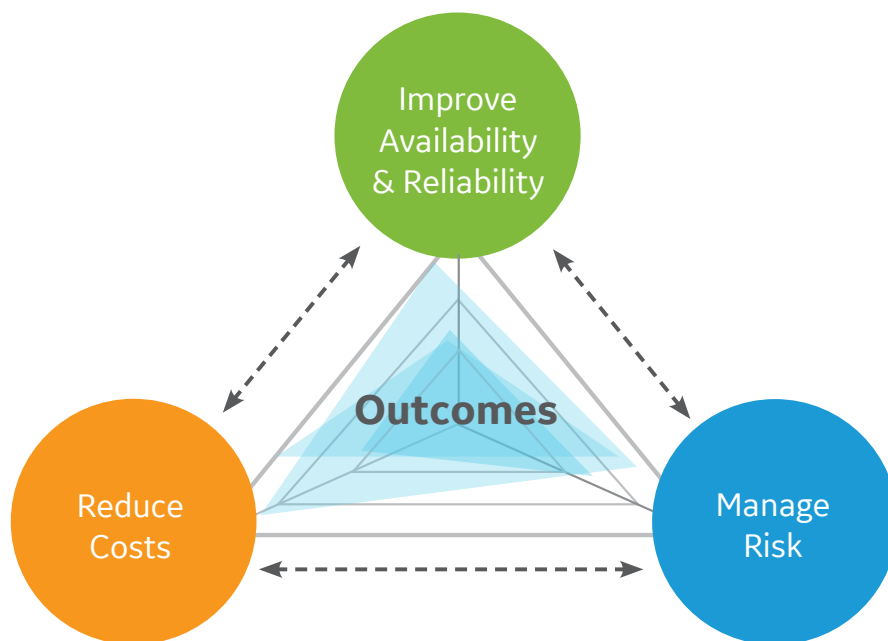 Improve
Availability
& Reliability
Outcomes
Reduce
Costs
Manage
Risk